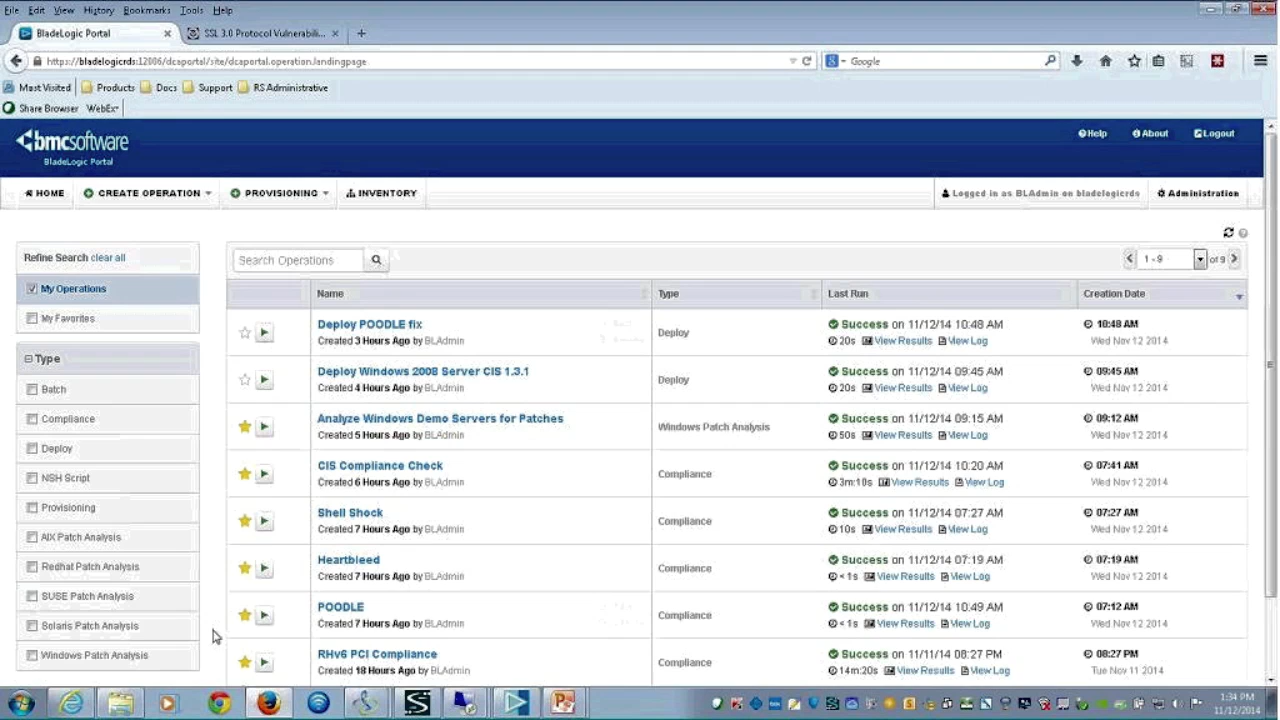 File Edit View History Bookmarks Tools Help
BladeLogic Portal × SSL 3.0 Protocol Vulnerabili... × +
https://bladelogicrds:12006/dcaportal/site/dcaportal.operation.landingpage Google
Most Visited Products Docs Support RS Administrative
Share Browser WebEx
bmcsoftware
BladeLogic Portal
Help About Logout
HOME CREATE OPERATION PROVISIONING INVENTORY Logged in as BLAdmin on bladelogicrds Administration
Refine Search clear all
My Operations
My Favorites
Type
Batch
Compliance
Deploy
NSH Script
Provisioning
AIX Patch Analysis
Redhat Patch Analysis
SUSE Patch Analysis
Solaris Patch Analysis
Windows Patch Analysis
Search Operations 1 - 9 of 9
Name Type Last Run Creation Date
Deploy POODLE fix Deploy Success on 11/12/14 10:48 AM 10:48 AM
Created 3 Hours Ago by BLAdmin 20s View Results View Log Wed Nov 12 2014
Deploy Windows 2008 Server CIS 1.3.1 Deploy Success on 11/12/14 09:45 AM 09:45 AM
Created 4 Hours Ago by BLAdmin 20s View Results View Log Wed Nov 12 2014
Analyze Windows Demo Servers for Patches Windows Patch Analysis Success on 11/12/14 09:15 AM 09:12 AM
Created 5 Hours Ago by BLAdmin 50s View Results View Log Wed Nov 12 2014
CIS Compliance Check Compliance Success on 11/12/14 10:20 AM 07:41 AM
Created 6 Hours Ago by BLAdmin 3m:10s View Results View Log Wed Nov 12 2014
Shell Shock Compliance Success on 11/12/14 07:27 AM 07:27 AM
Created 7 Hours Ago by BLAdmin 10s View Results View Log Wed Nov 12 2014
Heartbleed Compliance Success on 11/12/14 07:19 AM 07:19 AM
Created 7 Hours Ago by BLAdmin < 1s View Results View Log Wed Nov 12 2014
POODLE Compliance Success on 11/12/14 10:49 AM 07:12 AM
Created 7 Hours Ago by BLAdmin < 1s View Results View Log Wed Nov 12 2014
RHv6 PCI Compliance Compliance Success on 11/11/14 08:27 PM 08:27 PM
Created 18 Hours Ago by BLAdmin 14m:20s View Results View Log Tue Nov 11 2014
1:34 PM
11/12/2014